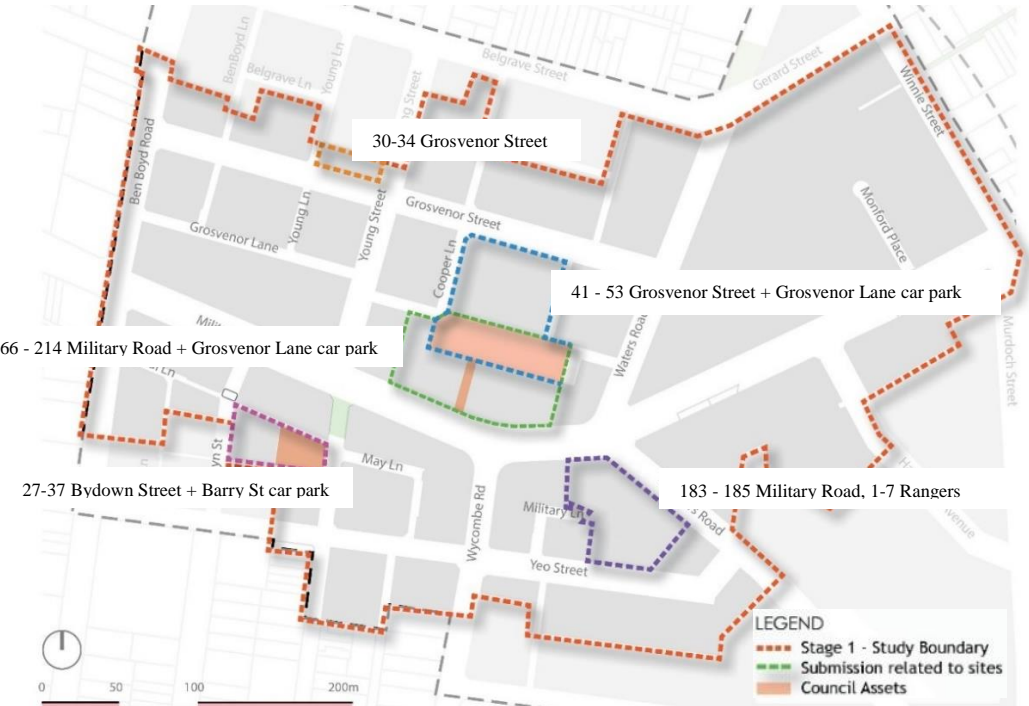 Belgrave Street
Gerard Street
Winnie Street
BenBoyd Ln
Belgrave Ln
Young Ln
Ben Boyd Road
30-34 Grosvenor Street
Monford Place
Grosvenor Street
Grosvenor Lane
Young Ln
Young Street
Cooper Ln
41 - 53 Grosvenor Street + Grosvenor Lane car park
Waters Road
Murdoch Street
66 - 214 Military Road + Grosvenor Lane car park
May Ln
27-37 Bydown Street + Barry St car park
183 - 185 Military Road, 1-7 Rangers
Road
Military Ln
Wycombe Rd
Yeo Street
LEGEND
Stage 1 - Study Boundary
Submission related to sites
Council Assets
0 50 100 200m